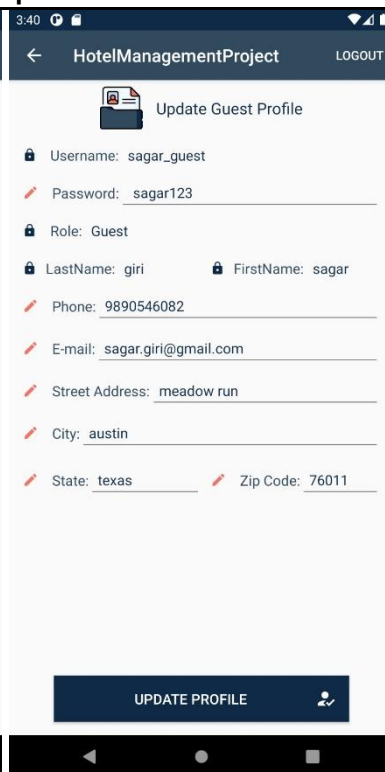 3:40
HotelManagementProject LOGOUT
Update Guest Profile
Username: sagar_guest
Password: sagar123
Role: Guest
LastName: giri FirstName: sagar
Phone: 9890546082
E-mail: sagar.giri@gmail.com
Street Address: meadow run
City: austin
State: texas Zip Code: 76011
UPDATE PROFILE